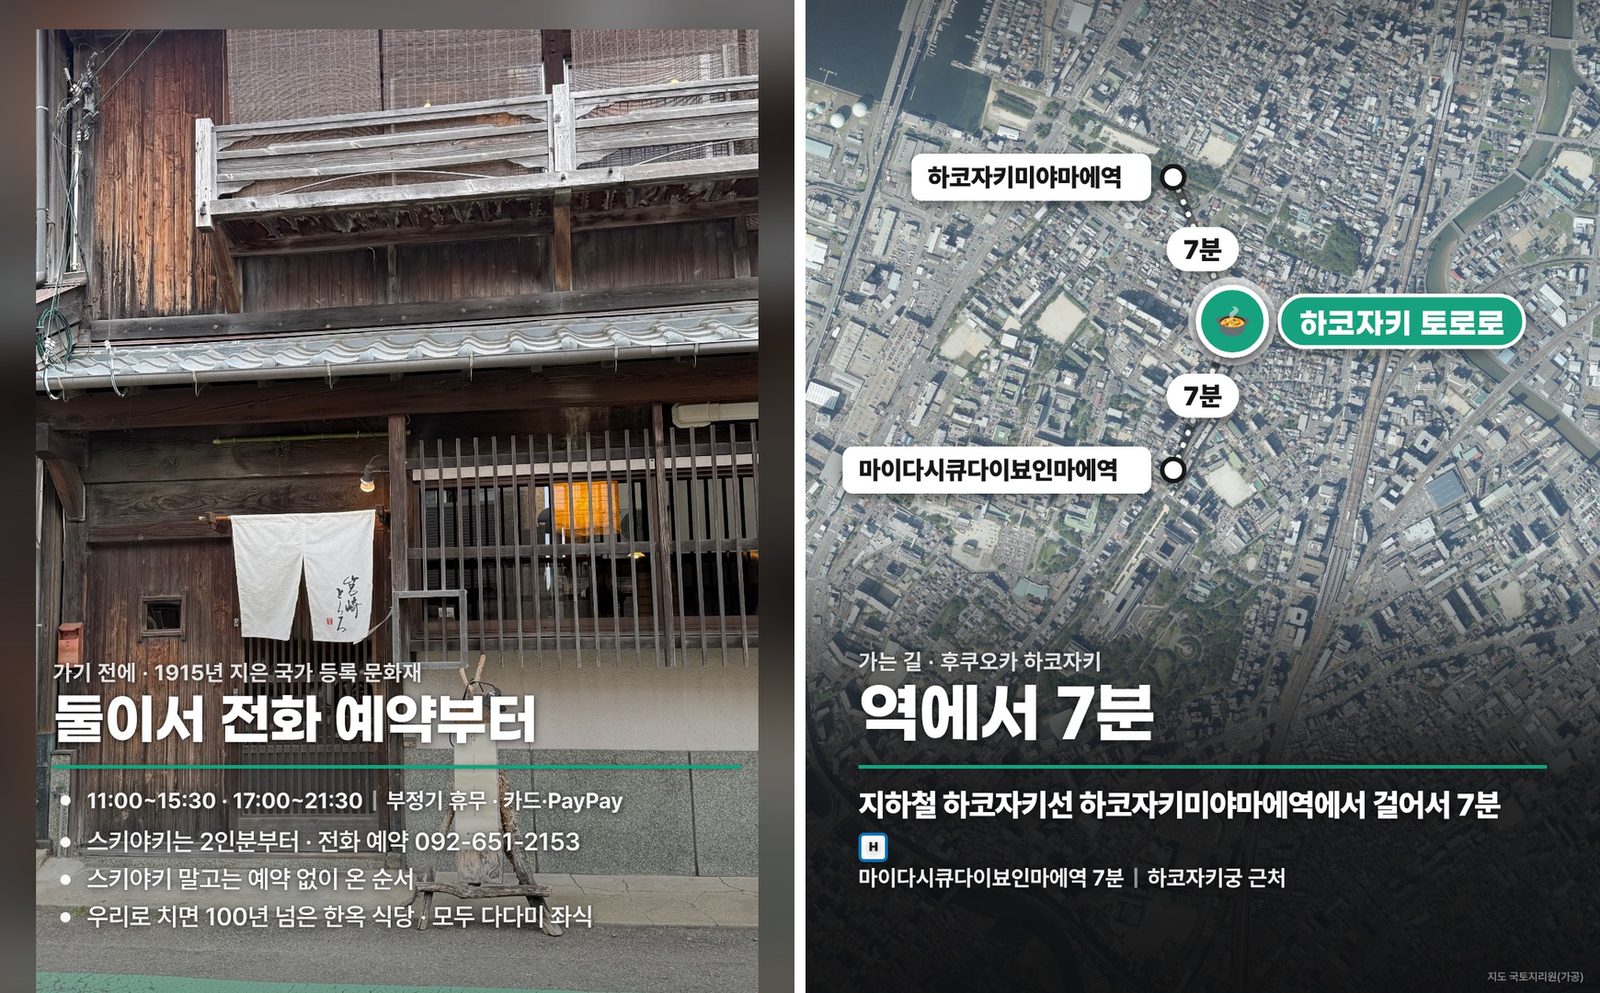 筥崎
とろろ
가기 전에 · 1915년 지은 국가 등록 문화재
둘이서 전화 예약부터
11:00~15:30 · 17:00~21:30 | 부정기 휴무 · 카드·PayPay
스키야키는 2인분부터 · 전화 예약 092-651-2153
스키야키 말고는 예약 없이 온 순서
우리로 치면 100년 넘은 한옥 식당 · 모두 다다미 좌식
하코자키미야마에역
7분
하코자키 토로로
7분
마이다시큐다이뵤인마에역
가는 길 · 후쿠오카 하코자키
역에서 7분
지하철 하코자키선 하코자키미야마에역에서 걸어서 7분
H
마이다시큐다이뵤인마에역 7분 | 하코자키궁 근처
지도 국토지리원(가공)